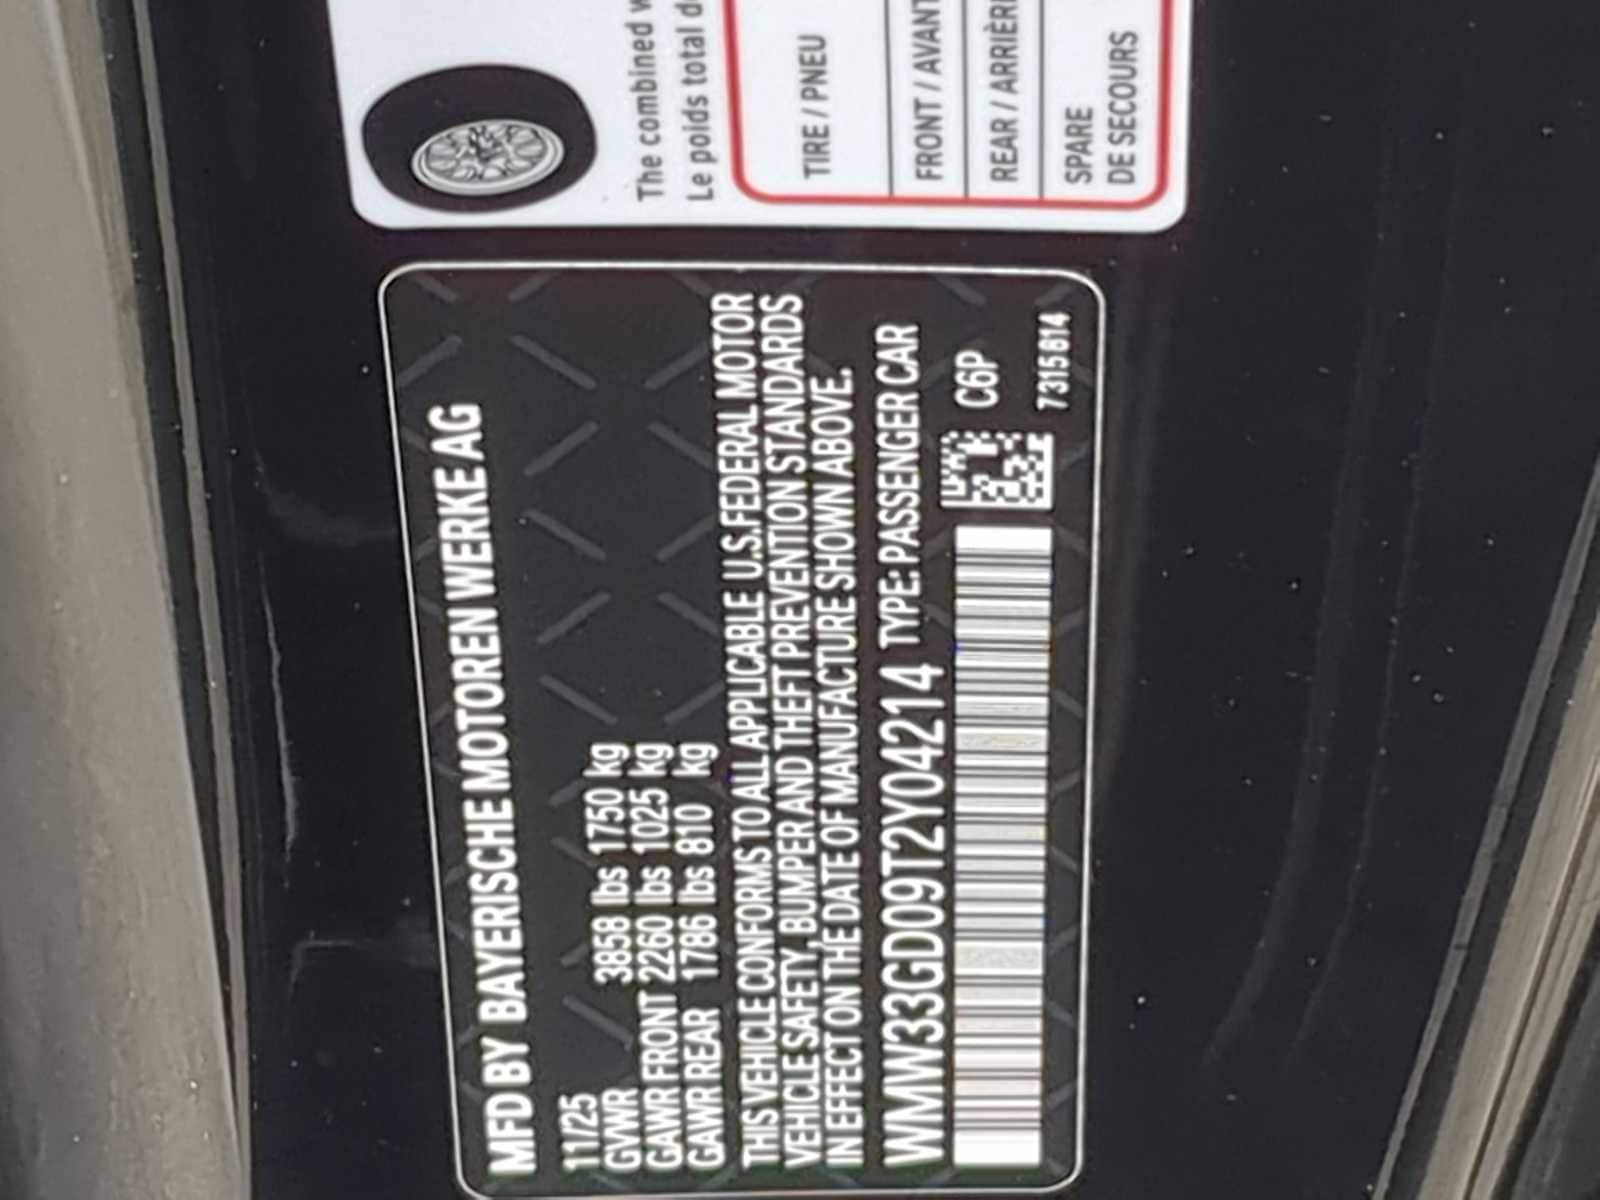 The combined
Le poids total
TIRE / PNEU
FRONT / AVANT
REAR / ARRIÈRE
SPARE
DE SECOURS
MFD BY BAYERISCHE MOTOREN WERKE AG
11/25
GVWR 3858 lbs 1750 kg
GAWR FRONT 2260 lbs 1025 kg
GAWR REAR 1786 lbs 810 kg
THIS VEHICLE CONFORMS TO ALL APPLICABLE U.S.FEDERAL MOTOR
VEHICLE SAFETY, BUMPER AND THEFT PREVENTION STANDARDS
IN EFFECT ON THE DATE OF MANUFACTURE SHOWN ABOVE.
WMW33GD09T2Y04214 TYPE: PASSENGER CAR
C6P
7315814